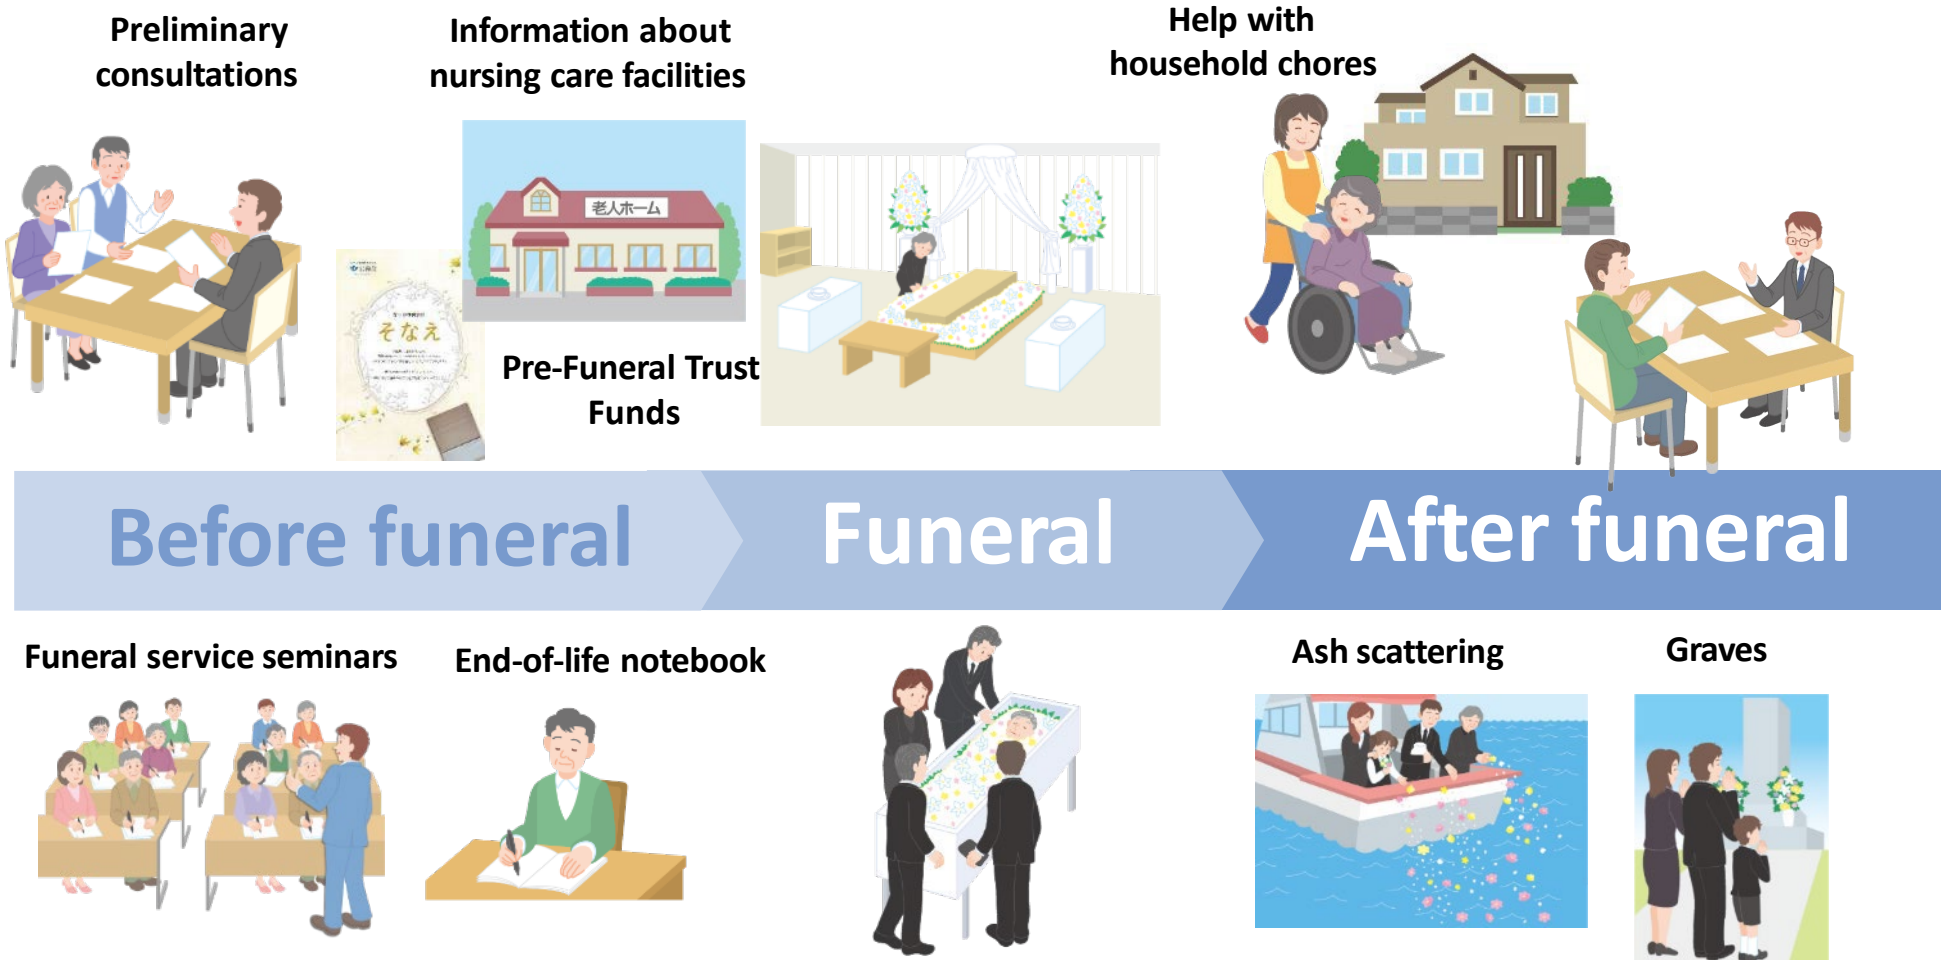 Preliminary
consultations
Information about
nursing care facilities
Help with
household chores
老人ホーム
そなえ
Pre-Funeral Trust
Funds
Before funeral
Funeral
After funeral
Funeral service seminars
End-of-life notebook
Ash scattering
Graves